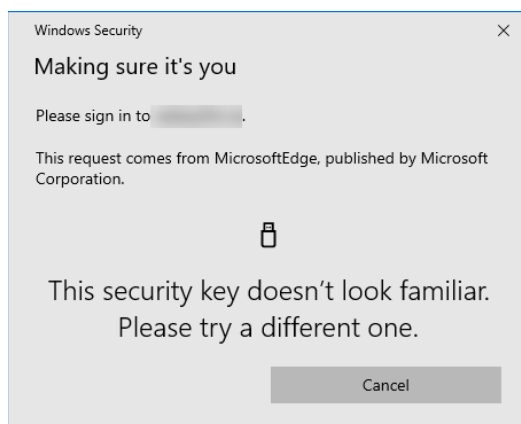 Windows Security
Making sure it's you
Please sign in to .
This request comes from MicrosoftEdge, published by Microsoft
Corporation.
This security key doesn’t look familiar.
Please try a different one.
Cancel